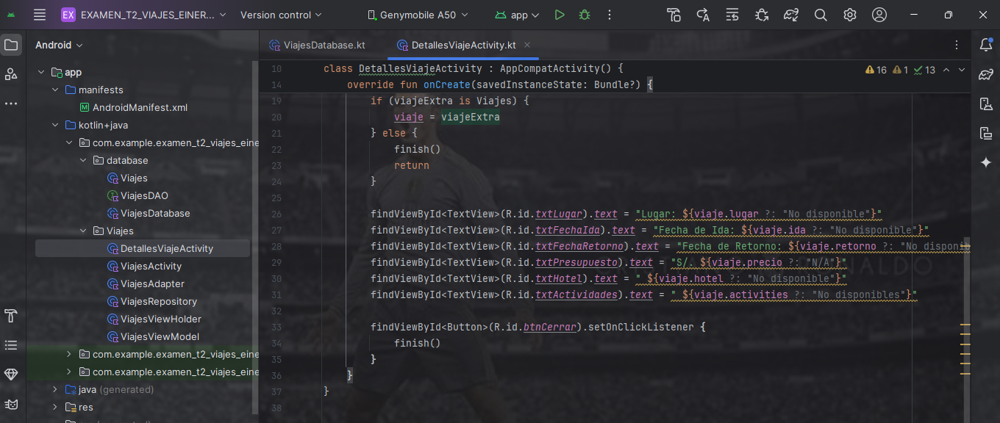 EX EXAMEN_T2_VIAJES_EINER... Version control Genymobile A50 app
Android
ViajesDatabase.kt DetallesViajeActivity.kt
app
manifests
AndroidManifest.xml
kotlin+java
com.example.examen_t2_viajes_eine
database
Viajes
ViajesDAO
ViajesDatabase
Viajes
DetallesViajeActivity
ViajesActivity
ViajesAdapter
ViajesRepository
ViajesViewHolder
ViajesViewModel
com.example.examen_t2_viajes_eine
com.example.examen_t2_viajes_eine
java (generated)
res
16 1 13
10 class DetallesViajeActivity : AppCompatActivity() {
14 override fun onCreate(savedInstanceState: Bundle?) {
19 if (viajeExtra is Viajes) {
20 viaje = viajeExtra
21 } else {
22 finish()
23 return
24 }
25
26 findViewById<TextView>(R.id.txtLugar).text = "Lugar: ${viaje.lugar ?: "No disponible"}"
27 findViewById<TextView>(R.id.txtFechaIda).text = "Fecha de Ida: ${viaje.ida ?: "No disponible"}"
28 findViewById<TextView>(R.id.txtFechaRetorno).text = "Fecha de Retorno: ${viaje.retorno ?: "No disponib
29 findViewById<TextView>(R.id.txtPresupuesto).text = "S/. ${viaje.precio ?: "N/A"}"
30 findViewById<TextView>(R.id.txtHotel).text = " ${viaje.hotel ?: "No disponible"}"
31 findViewById<TextView>(R.id.txtActividades).text = " ${viaje.activities ?: "No disponibles"}"
32
33 findViewById<Button>(R.id.btnCerrar).setOnClickListener {
34 finish()
35 }
36 }
37 }
38